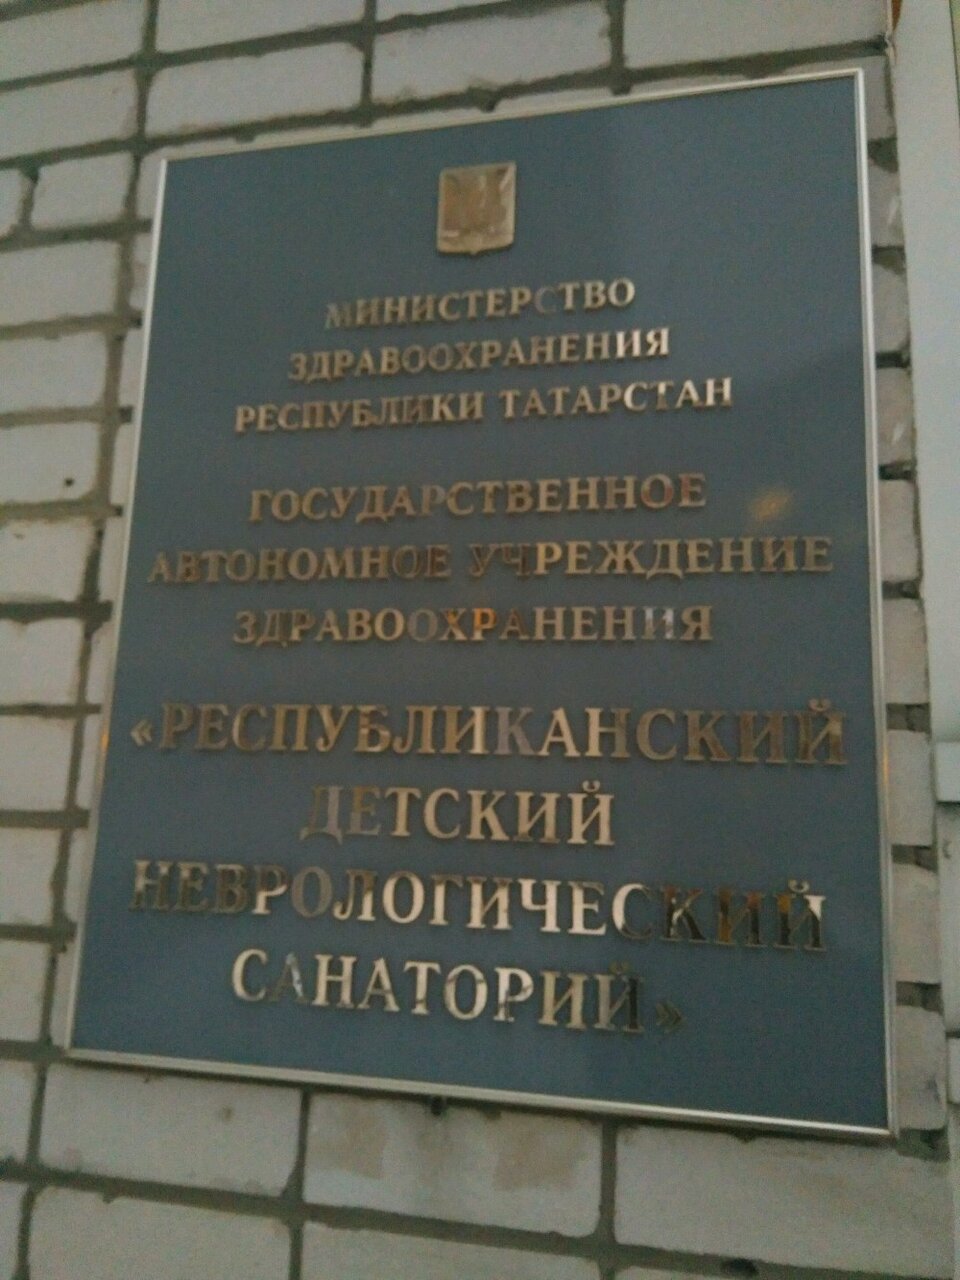 МИНИСТЕРСТВО
ЗДРАВООХРАНЕНИЯ
РЕСПУБЛИКИ ТАТАРСТАН
ГОСУДАРСТВЕННОЕ
АВТОНОМНОЕ УЧРЕЖДЕНИЕ
ЗДРАВООХРАНЕНИЯ
«РЕСПУБЛИКАНСКИЙ
ДЕТСКИЙ
НЕВРОЛОГИЧЕСКИЙ
САНАТОРИЙ»